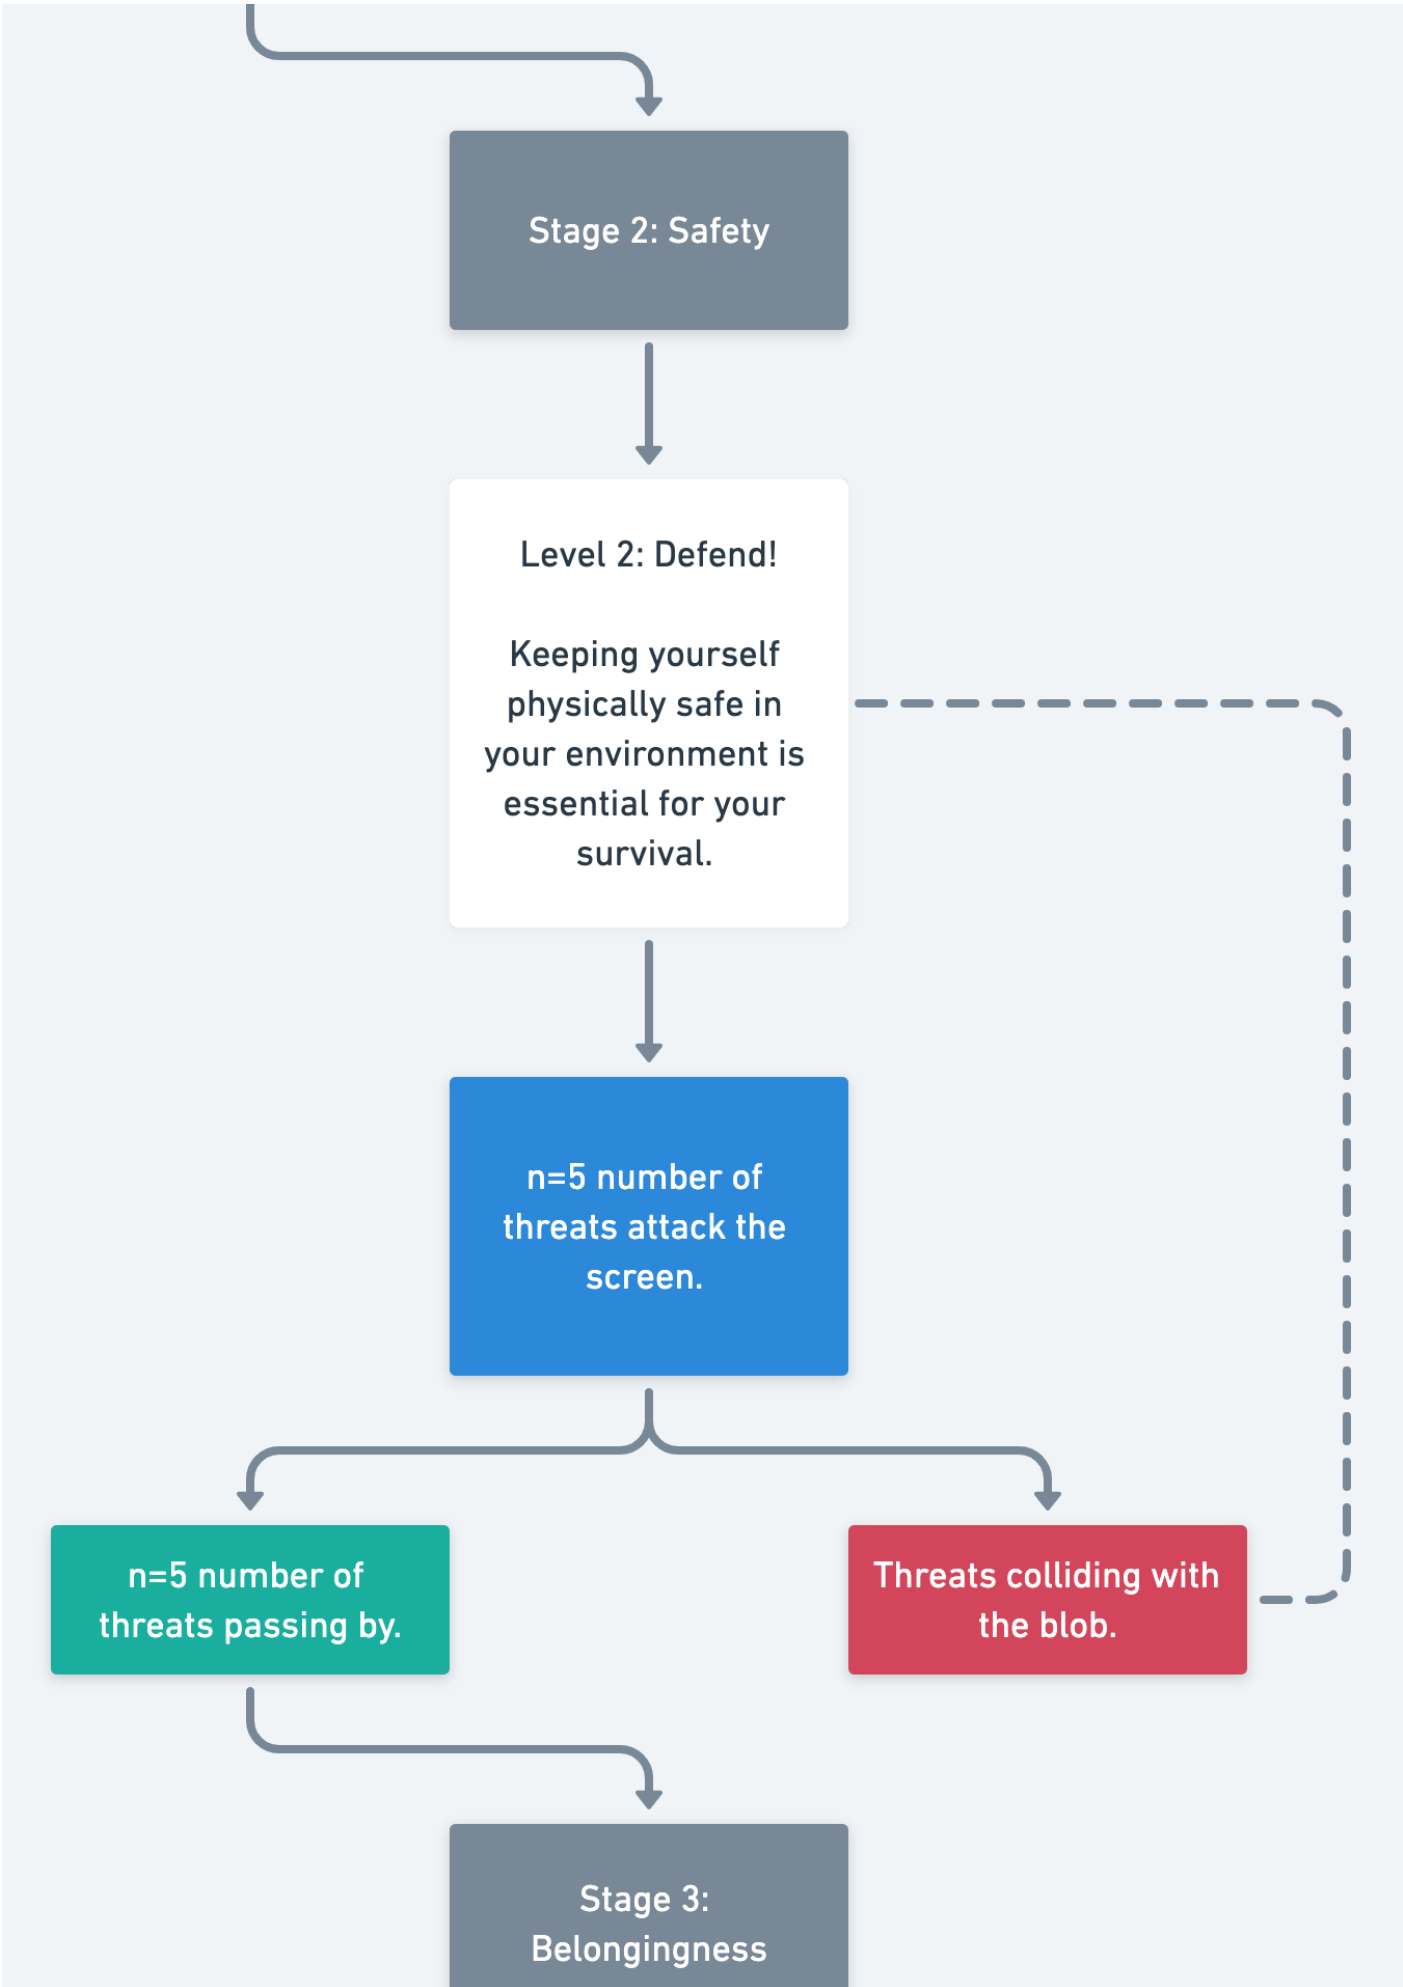 Stage 2: Safety
Level 2: Defend!
Keeping yourself
physically safe in
your environment is
essential for your
survival.
n=5 number of
threats attack the
screen.
n=5 number of
threats passing by.
Threats colliding with
the blob.
Stage 3:
Belongingness